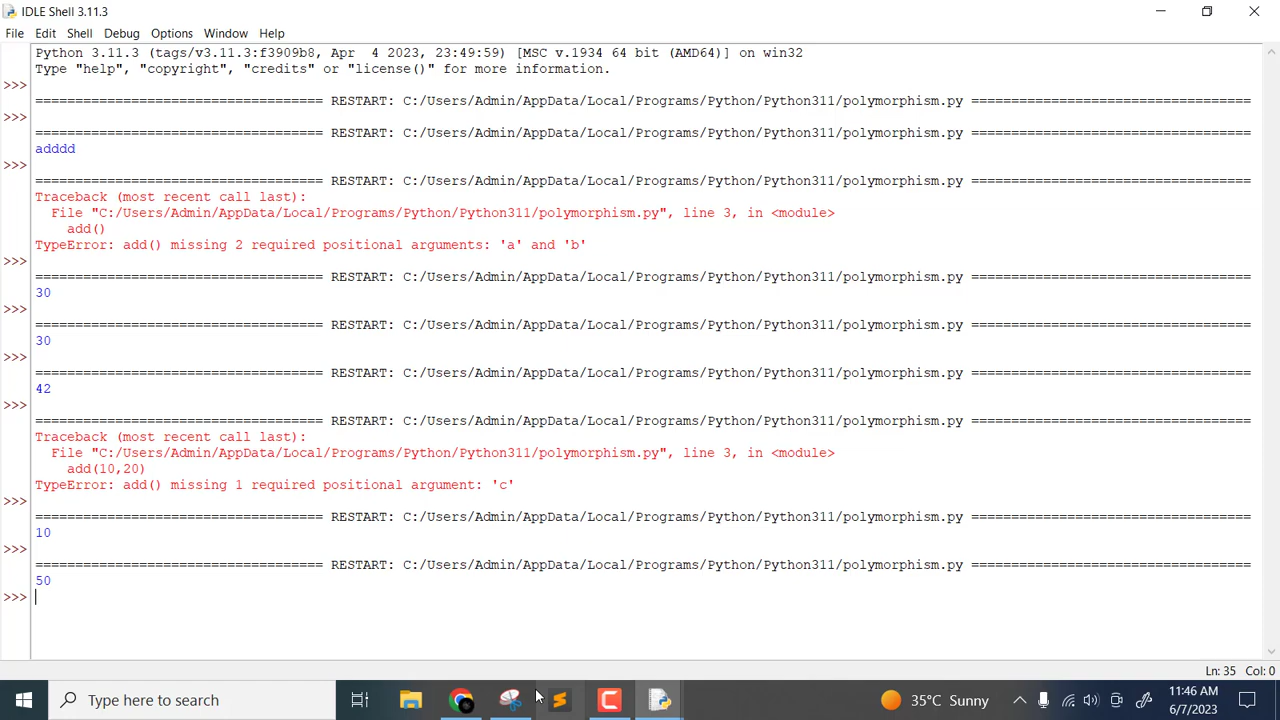 IDLE Shell 3.11.3
File Edit Shell Debug Options Window Help
Python 3.11.3 (tags/v3.11.3:f3909b8, Apr  4 2023, 23:49:59) [MSC v.1934 64 bit (AMD64)] on win32
Type "help", "copyright", "credits" or "license()" for more information.
>>>
==================================== RESTART: C:/Users/Admin/AppData/Local/Programs/Python/Python311/polymorphism.py ===================================
>>>
==================================== RESTART: C:/Users/Admin/AppData/Local/Programs/Python/Python311/polymorphism.py ===================================
adddd
>>>
==================================== RESTART: C:/Users/Admin/AppData/Local/Programs/Python/Python311/polymorphism.py ===================================
Traceback (most recent call last):
  File "C:/Users/Admin/AppData/Local/Programs/Python/Python311/polymorphism.py", line 3, in <module>
    add()
TypeError: add() missing 2 required positional arguments: 'a' and 'b'
>>>
==================================== RESTART: C:/Users/Admin/AppData/Local/Programs/Python/Python311/polymorphism.py ===================================
30
>>>
==================================== RESTART: C:/Users/Admin/AppData/Local/Programs/Python/Python311/polymorphism.py ===================================
30
>>>
==================================== RESTART: C:/Users/Admin/AppData/Local/Programs/Python/Python311/polymorphism.py ===================================
42
>>>
==================================== RESTART: C:/Users/Admin/AppData/Local/Programs/Python/Python311/polymorphism.py ===================================
Traceback (most recent call last):
  File "C:/Users/Admin/AppData/Local/Programs/Python/Python311/polymorphism.py", line 3, in <module>
    add(10,20)
TypeError: add() missing 1 required positional argument: 'c'
>>>
==================================== RESTART: C:/Users/Admin/AppData/Local/Programs/Python/Python311/polymorphism.py ===================================
10
>>>
==================================== RESTART: C:/Users/Admin/AppData/Local/Programs/Python/Python311/polymorphism.py ===================================
50
>>>
Ln: 35 Col: 0
Type here to search
35°C Sunny
11:46 AM
6/7/2023